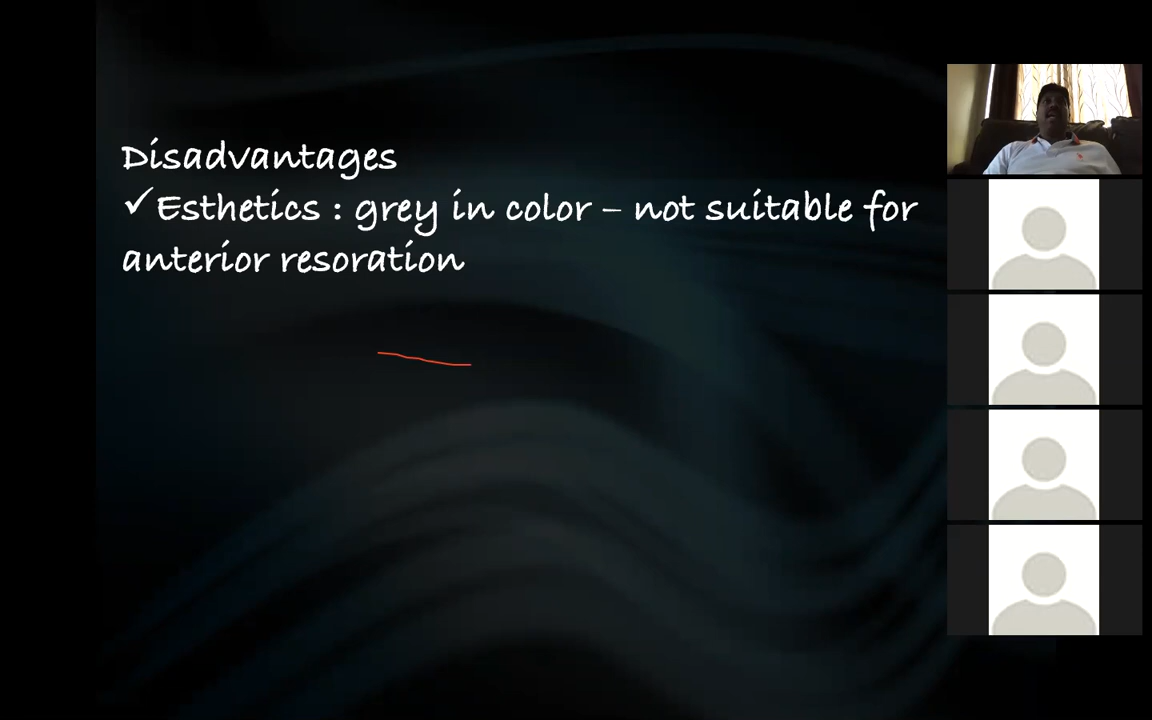 Disadvantages
✓Esthetics : grey in color – not suitable for
anterior resoration